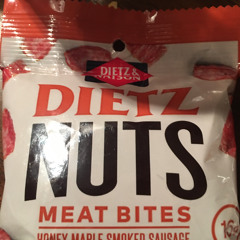 DIETZ &
WATSON
DIETZ
NUTS
MEAT BITES
HONEY MAPLE SMOKED SAUSAGE